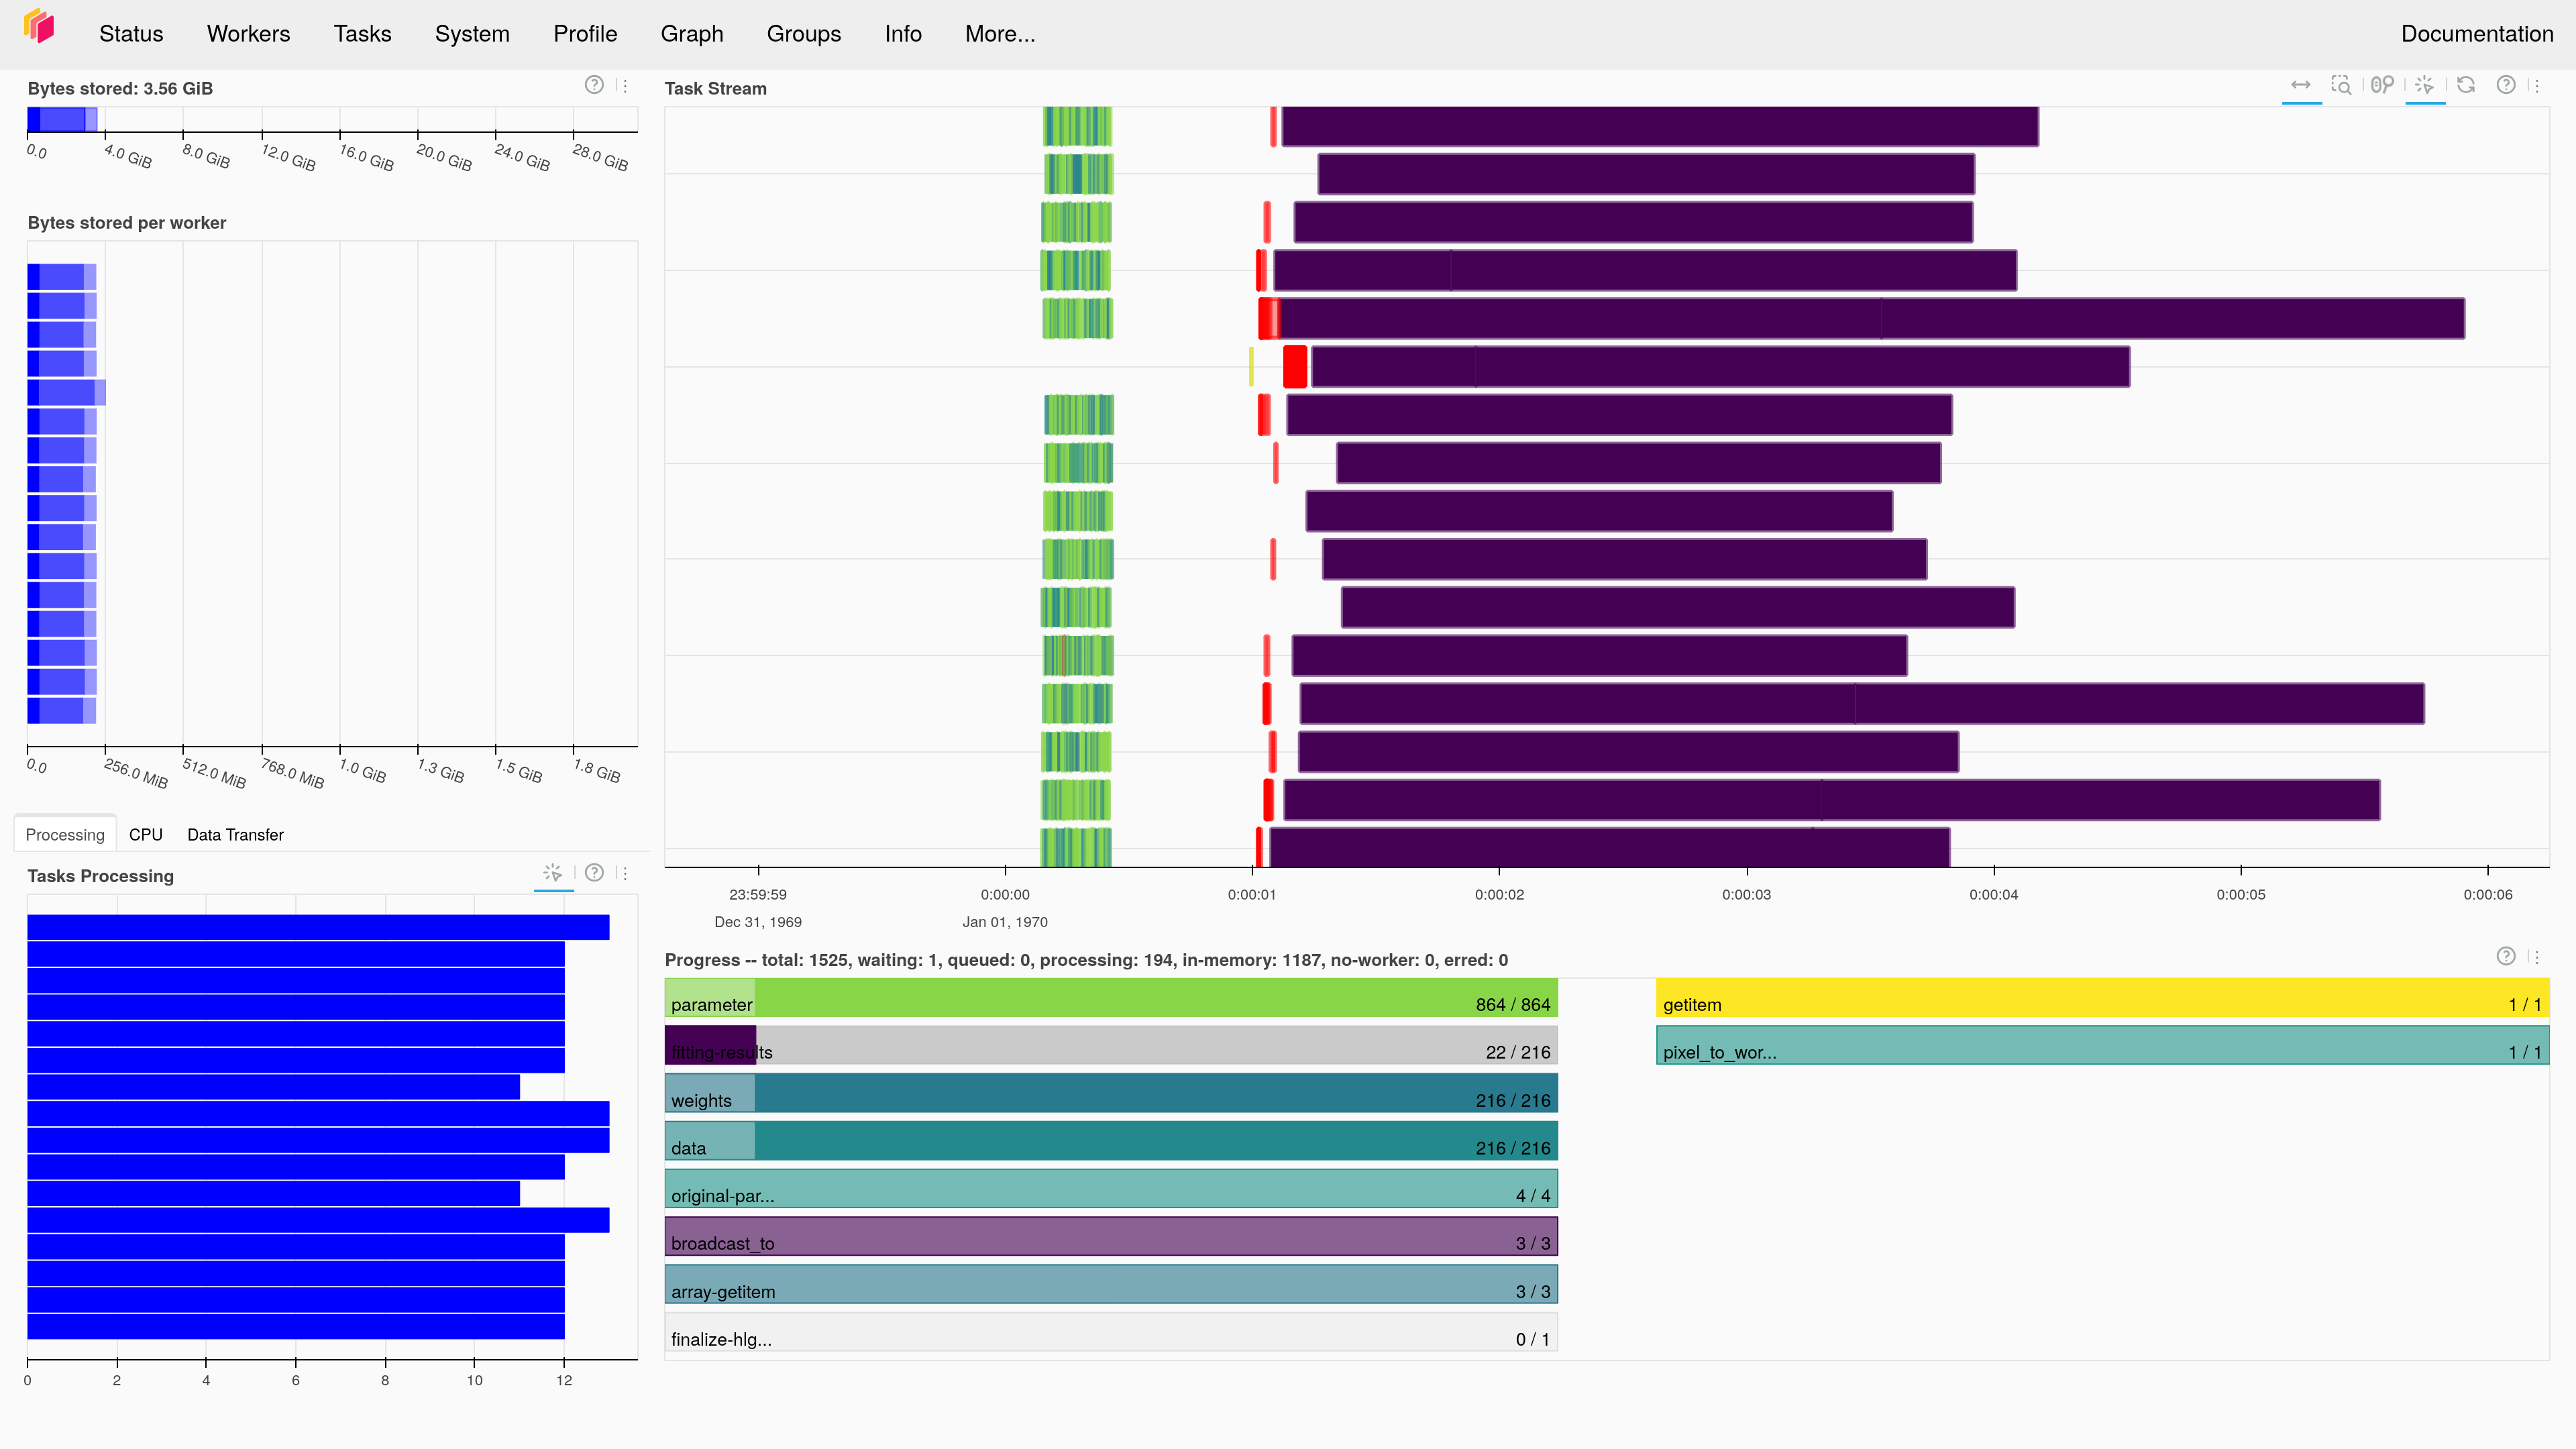 Status Workers Tasks System Profile Graph Groups Info More... Documentation
Bytes stored: 3.56 GiB
0.0 4.0 GiB 8.0 GiB 12.0 GiB 16.0 GiB 20.0 GiB 24.0 GiB 28.0 GiB
Bytes stored per worker
0.0 256.0 MiB 512.0 MiB 768.0 MiB 1.0 GiB 1.3 GiB 1.5 GiB 1.8 GiB
Processing CPU Data Transfer
Tasks Processing
0 2 4 6 8 10 12
Task Stream
23:59:59 0:00:00 0:00:01 0:00:02 0:00:03 0:00:04 0:00:05 0:00:06
Dec 31, 1969 Jan 01, 1970
Progress -- total: 1525, waiting: 1, queued: 0, processing: 194, in-memory: 1187, no-worker: 0, erred: 0
parameter 864 / 864
fitting-results 22 / 216
weights 216 / 216
data 216 / 216
original-par... 4 / 4
broadcast_to 3 / 3
array-getitem 3 / 3
finalize-hlg... 0 / 1
getitem 1 / 1
pixel_to_wor... 1 / 1